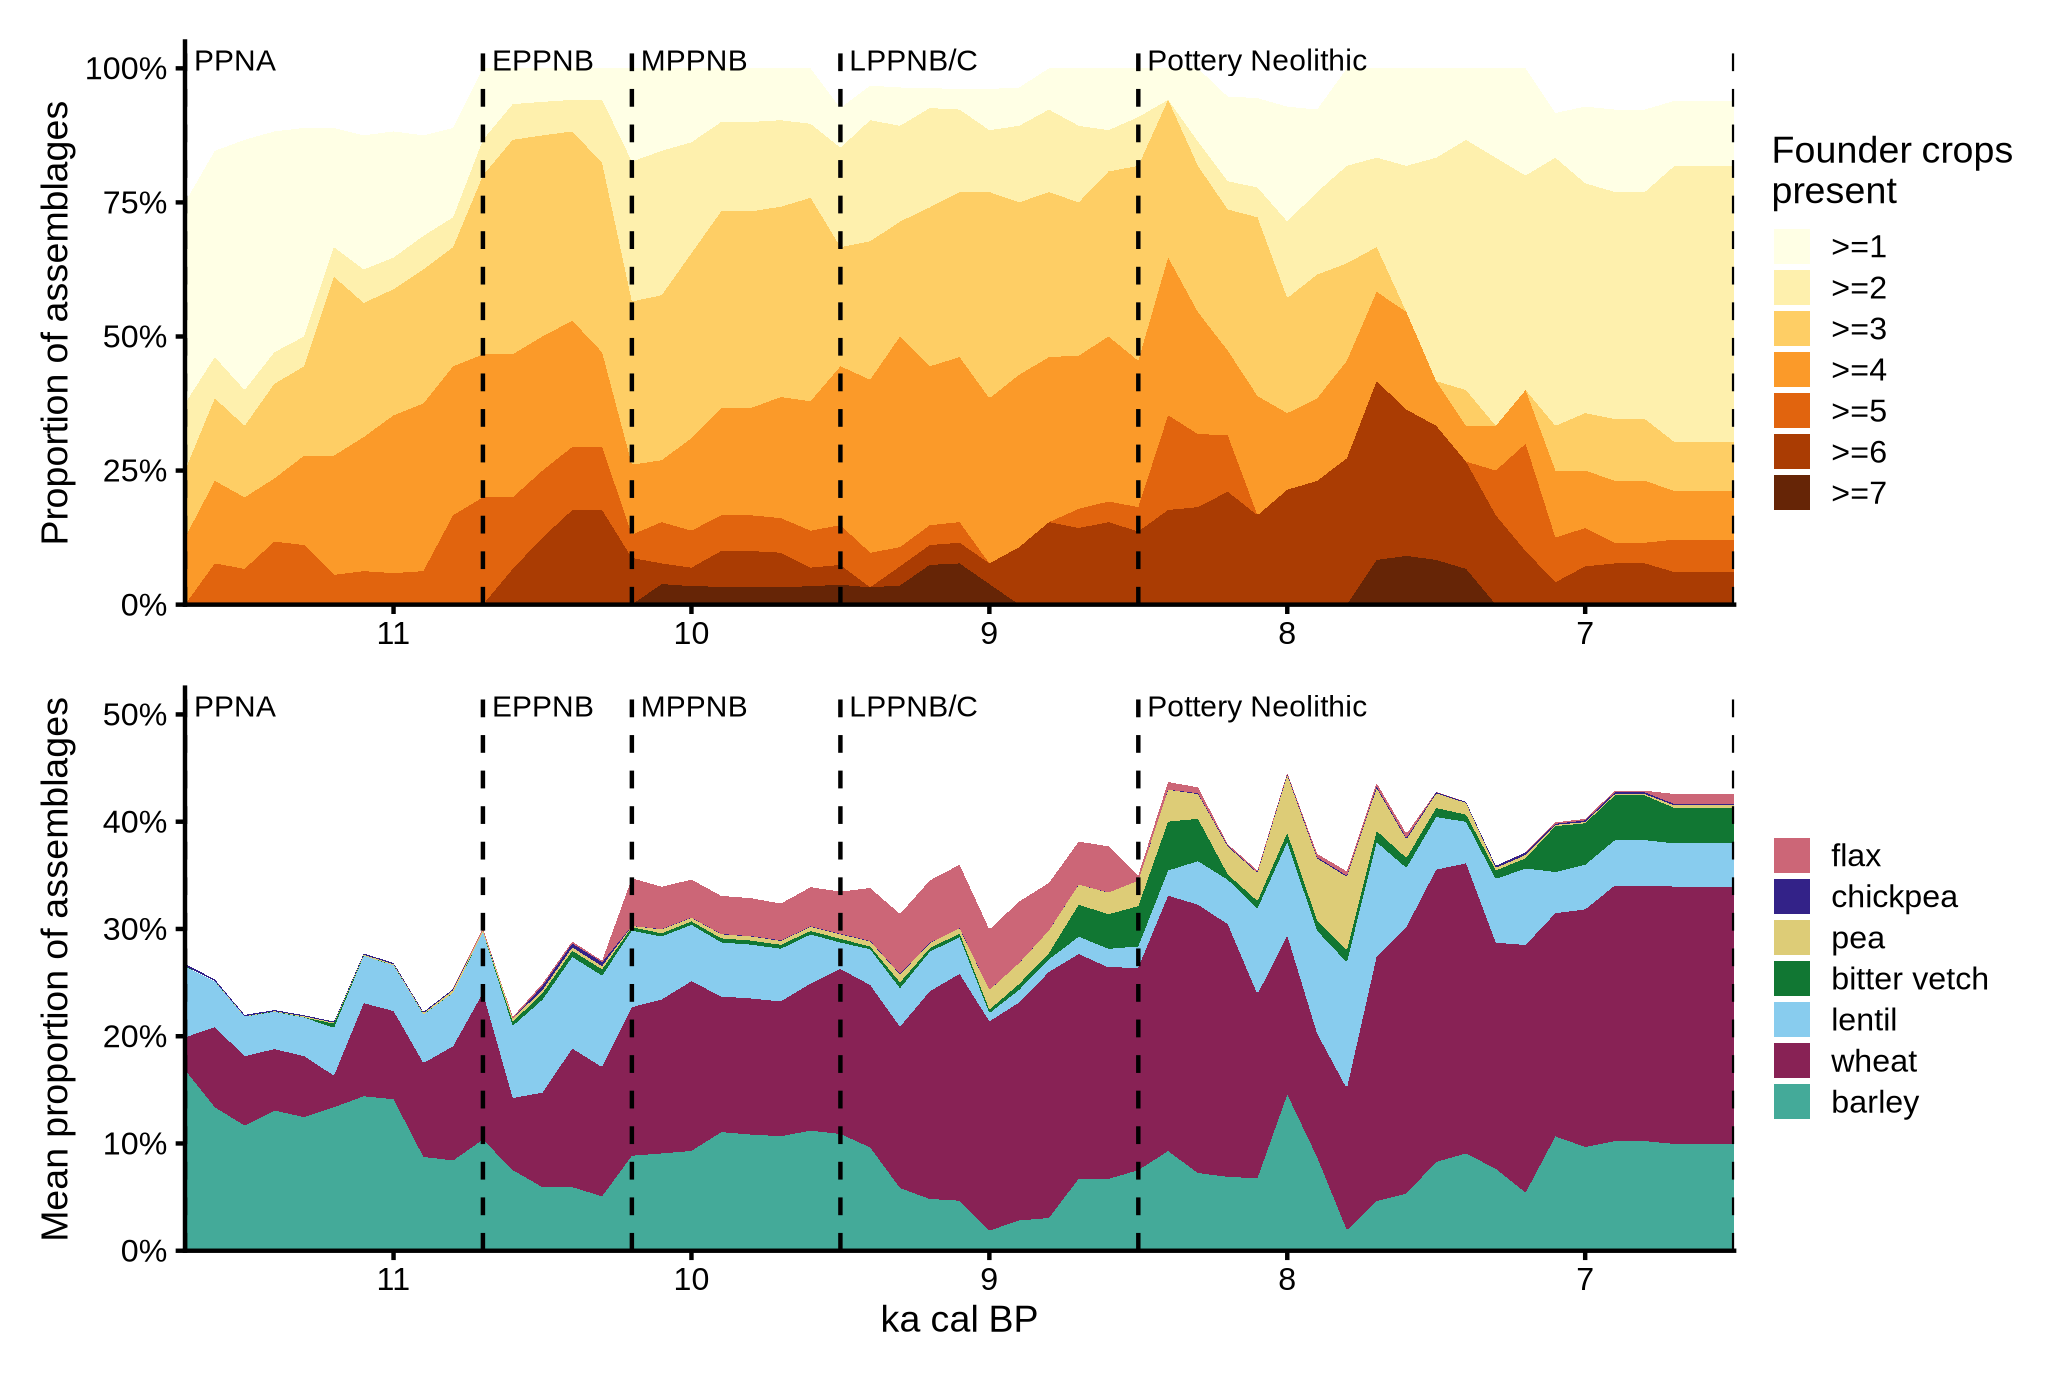 PPNA EPPNB MPPNB LPPNB/C Pottery Neolithic
100%
75%
50%
25%
0%
Proportion of assemblages
11 10 9 8 7
Founder crops
present
>=1
>=2
>=3
>=4
>=5
>=6
>=7
PPNA EPPNB MPPNB LPPNB/C Pottery Neolithic
50%
40%
30%
20%
10%
0%
Mean proportion of assemblages
11 10 9 8 7
ka cal BP
flax
chickpea
pea
bitter vetch
lentil
wheat
barley